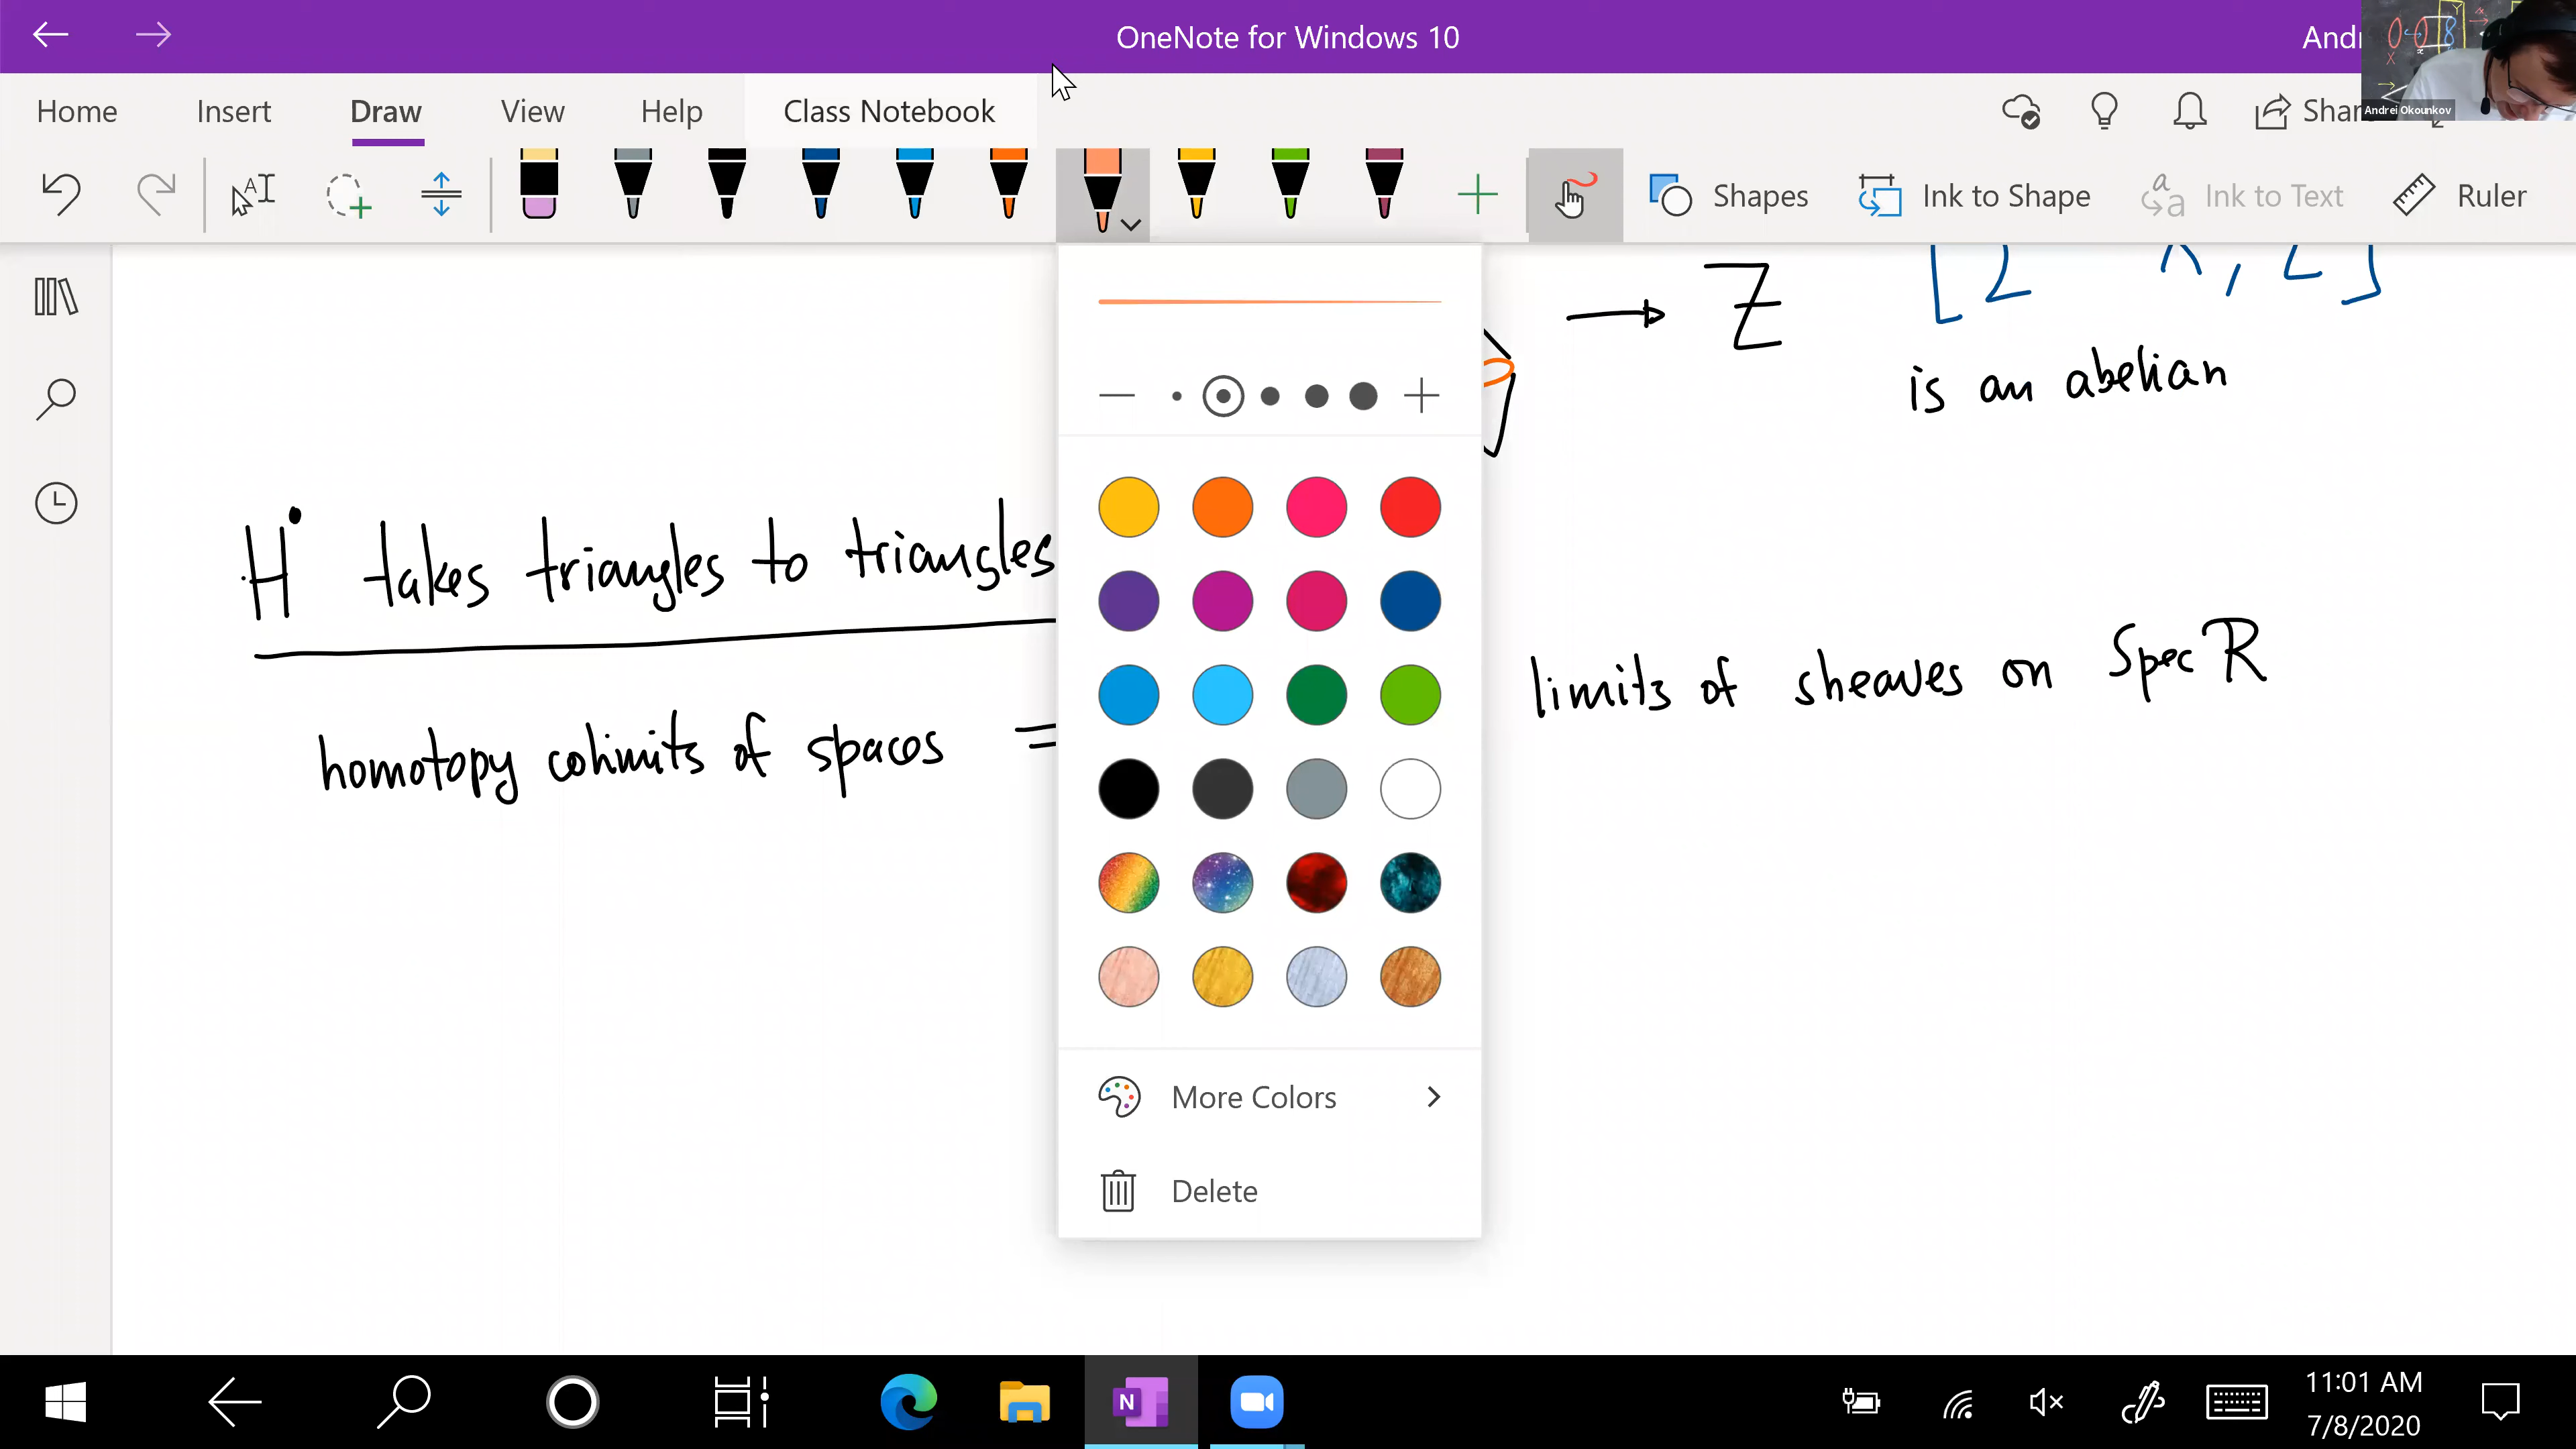 OneNote for Windows 10
Andr
Andrei Okounkov
Home Insert Draw View Help Class Notebook
Shar
Shapes Ink to Shape Ink to Text Ruler
→ Z
is an abelian
H• takes triangles to triangles
homotopy colimits of spaces =
limits of sheaves on Spec R
More Colors
Delete
11:01 AM
7/8/2020